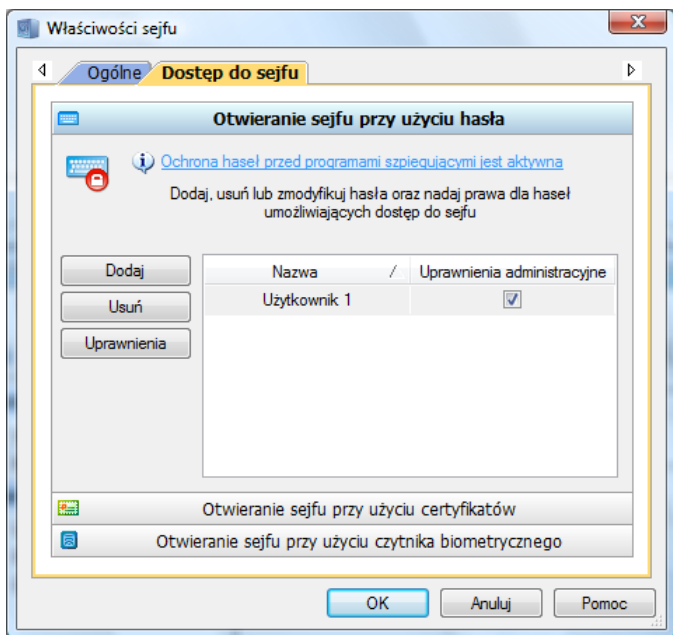 Właściwości sejfu
Ogólne Dostęp do sejfu
Otwieranie sejfu przy użyciu hasła
Ochrona haseł przed programami szpiegującymi jest aktywna
Dodaj, usuń lub zmodyfikuj hasła oraz nadaj prawa dla haseł
umożliwiających dostęp do sejfu
Dodaj
Usuń
Uprawnienia
Nazwa / Uprawnienia administracyjne
Użytkownik 1
Otwieranie sejfu przy użyciu certyfikatów
Otwieranie sejfu przy użyciu czytnika biometrycznego
OK Anuluj Pomoc